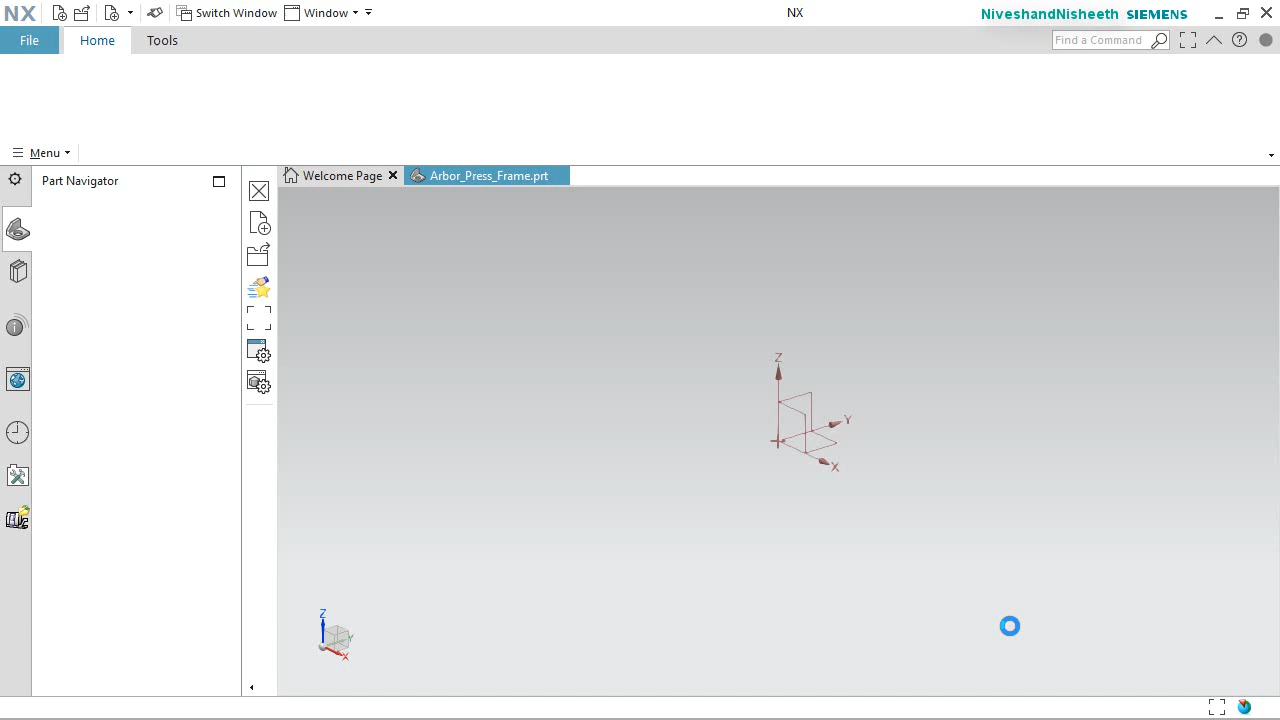 NX Switch Window Window NX NiveshandNisheeth SIEMENS
File Home Tools Find a Command
Menu
Part Navigator Welcome Page Arbor_Press_Frame.prt
Z
Y
X
Z
Y
X